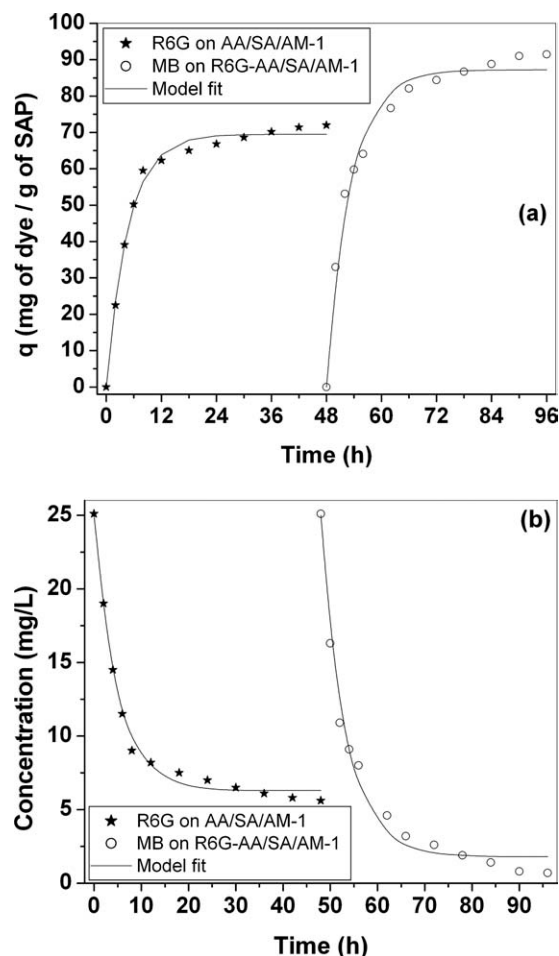 100
90
80
70
60
50
40
30
20
10
0
q (mg of dye / g of SAP)
★ R6G on AA/SA/AM-1
○ MB on R6G-AA/SA/AM-1
Model fit
(a)
0 12 24 36 48 60 72 84 96
Time (h)
25
20
15
10
5
0
Concentration (mg/L)
(b)
★ R6G on AA/SA/AM-1
○ MB on R6G-AA/SA/AM-1
Model fit
0 10 20 30 40 50 60 70 80 90
Time (h)